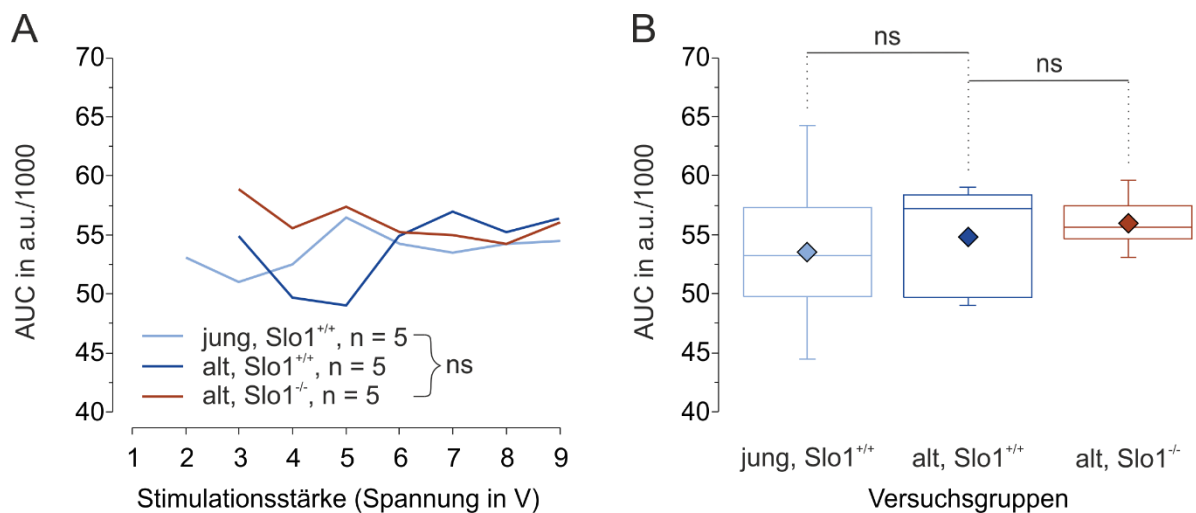 A
AUC in a.u./1000
70
65
60
55
50
45
40
jung, Slo1+/+, n = 5
alt, Slo1+/+, n = 5
alt, Slo1-/-, n = 5
ns
1 2 3 4 5 6 7 8 9
Stimulationsstärke (Spannung in V)
B
AUC in a.u./1000
70
65
60
55
50
45
40
ns
ns
jung, Slo1+/+ alt, Slo1+/+ alt, Slo1-/-
Versuchsgruppen